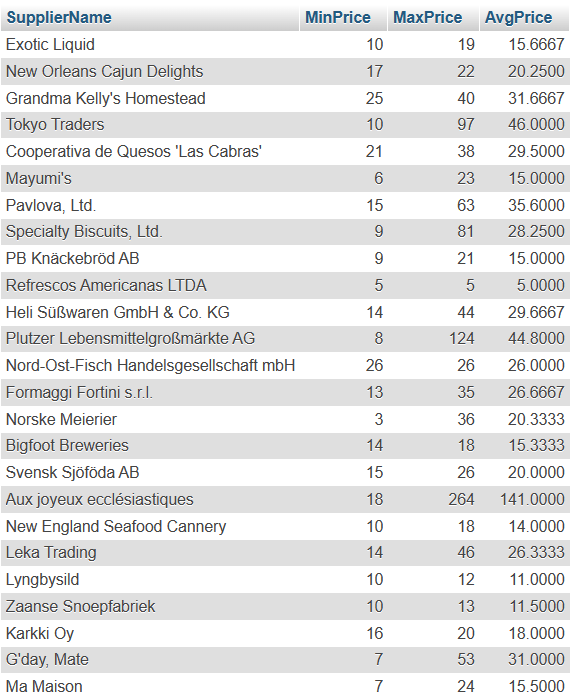 SupplierName MinPrice MaxPrice AvgPrice
Exotic Liquid 10 19 15.6667
New Orleans Cajun Delights 17 22 20.2500
Grandma Kelly's Homestead 25 40 31.6667
Tokyo Traders 10 97 46.0000
Cooperativa de Quesos 'Las Cabras' 21 38 29.5000
Mayumi's 6 23 15.0000
Pavlova, Ltd. 15 63 35.6000
Specialty Biscuits, Ltd. 9 81 28.2500
PB Knäckebröd AB 9 21 15.0000
Refrescos Americanas LTDA 5 5 5.0000
Heli Süßwaren GmbH & Co. KG 14 44 29.6667
Plutzer Lebensmittelgroßmärkte AG 8 124 44.8000
Nord-Ost-Fisch Handelsgesellschaft mbH 26 26 26.0000
Formaggi Fortini s.r.l. 13 35 26.6667
Norske Meierier 3 36 20.3333
Bigfoot Breweries 14 18 15.3333
Svensk Sjöföda AB 15 26 20.0000
Aux joyeux ecclésiastiques 18 264 141.0000
New England Seafood Cannery 10 18 14.0000
Leka Trading 14 46 26.3333
Lyngbysild 10 12 11.0000
Zaanse Snoepfabriek 10 13 11.5000
Karkki Oy 16 20 18.0000
G'day, Mate 7 53 31.0000
Ma Maison 7 24 15.5000